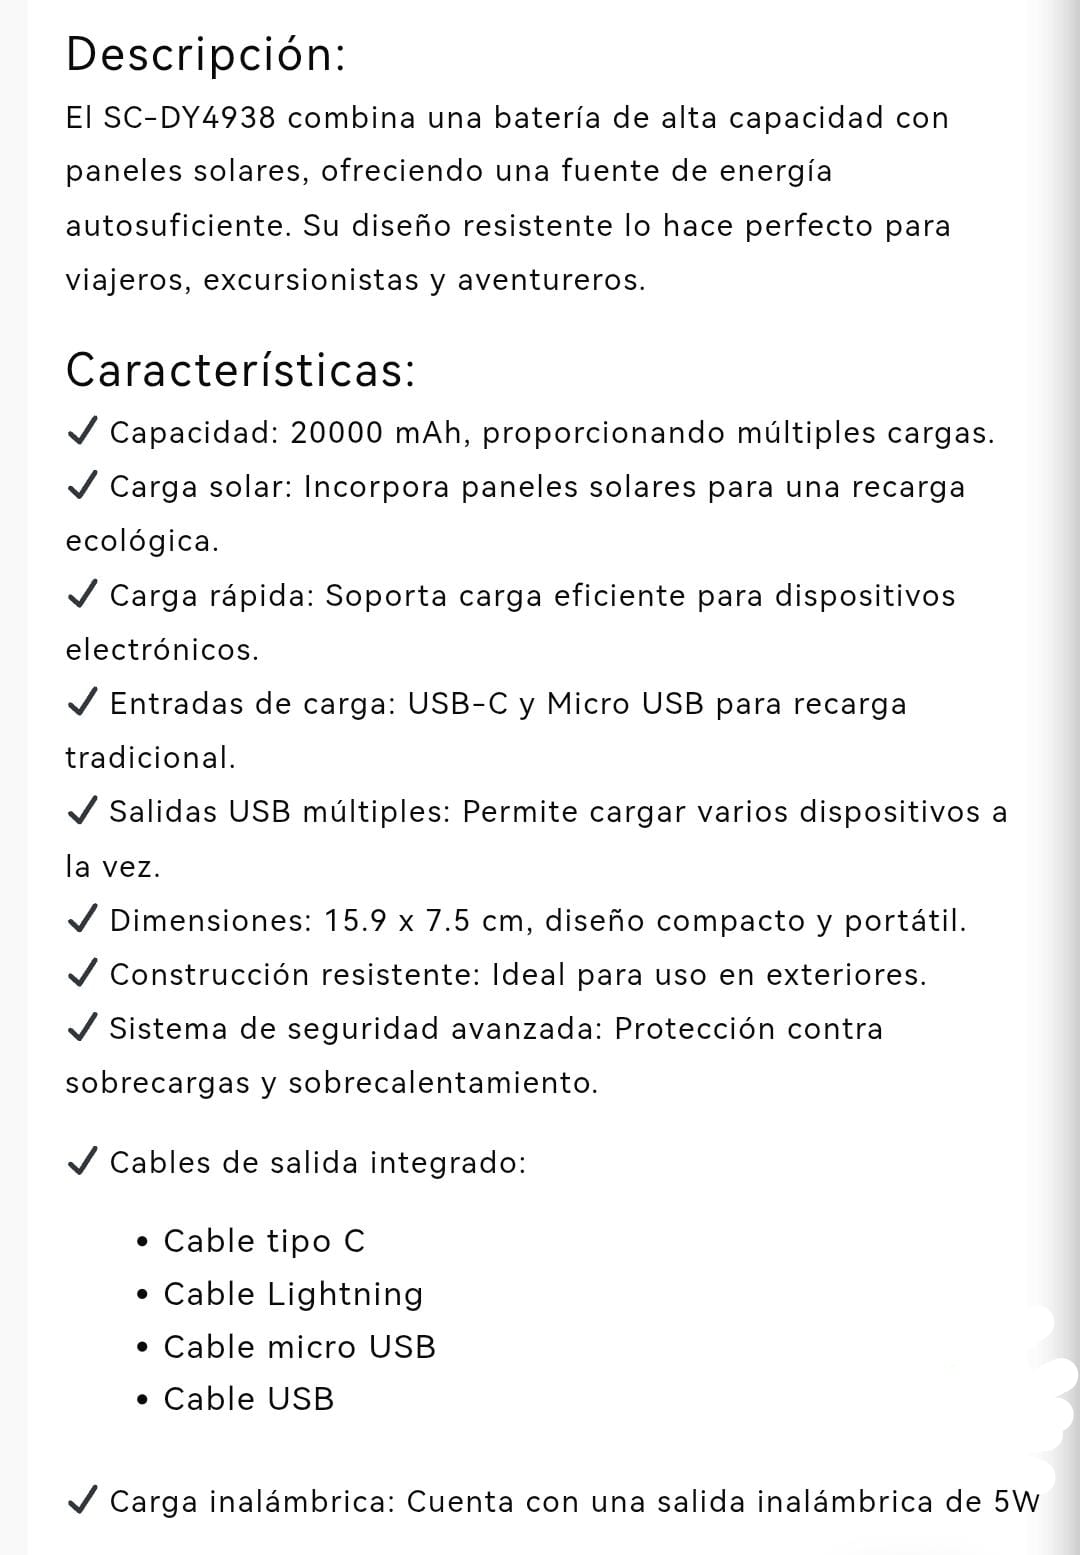 Descripción:
El SC-DY4938 combina una batería de alta capacidad con
paneles solares, ofreciendo una fuente de energía
autosuficiente. Su diseño resistente lo hace perfecto para
viajeros, excursionistas y aventureros.
Características:
✓ Capacidad: 20000 mAh, proporcionando múltiples cargas.
✓ Carga solar: Incorpora paneles solares para una recarga
ecológica.
✓ Carga rápida: Soporta carga eficiente para dispositivos
electrónicos.
✓ Entradas de carga: USB-C y Micro USB para recarga
tradicional.
✓ Salidas USB múltiples: Permite cargar varios dispositivos a
la vez.
✓ Dimensiones: 15.9 x 7.5 cm, diseño compacto y portátil.
✓ Construcción resistente: Ideal para uso en exteriores.
✓ Sistema de seguridad avanzada: Protección contra
sobrecargas y sobrecalentamiento.
✓ Cables de salida integrado:
• Cable tipo C
• Cable Lightning
• Cable micro USB
• Cable USB
✓ Carga inalámbrica: Cuenta con una salida inalámbrica de 5W